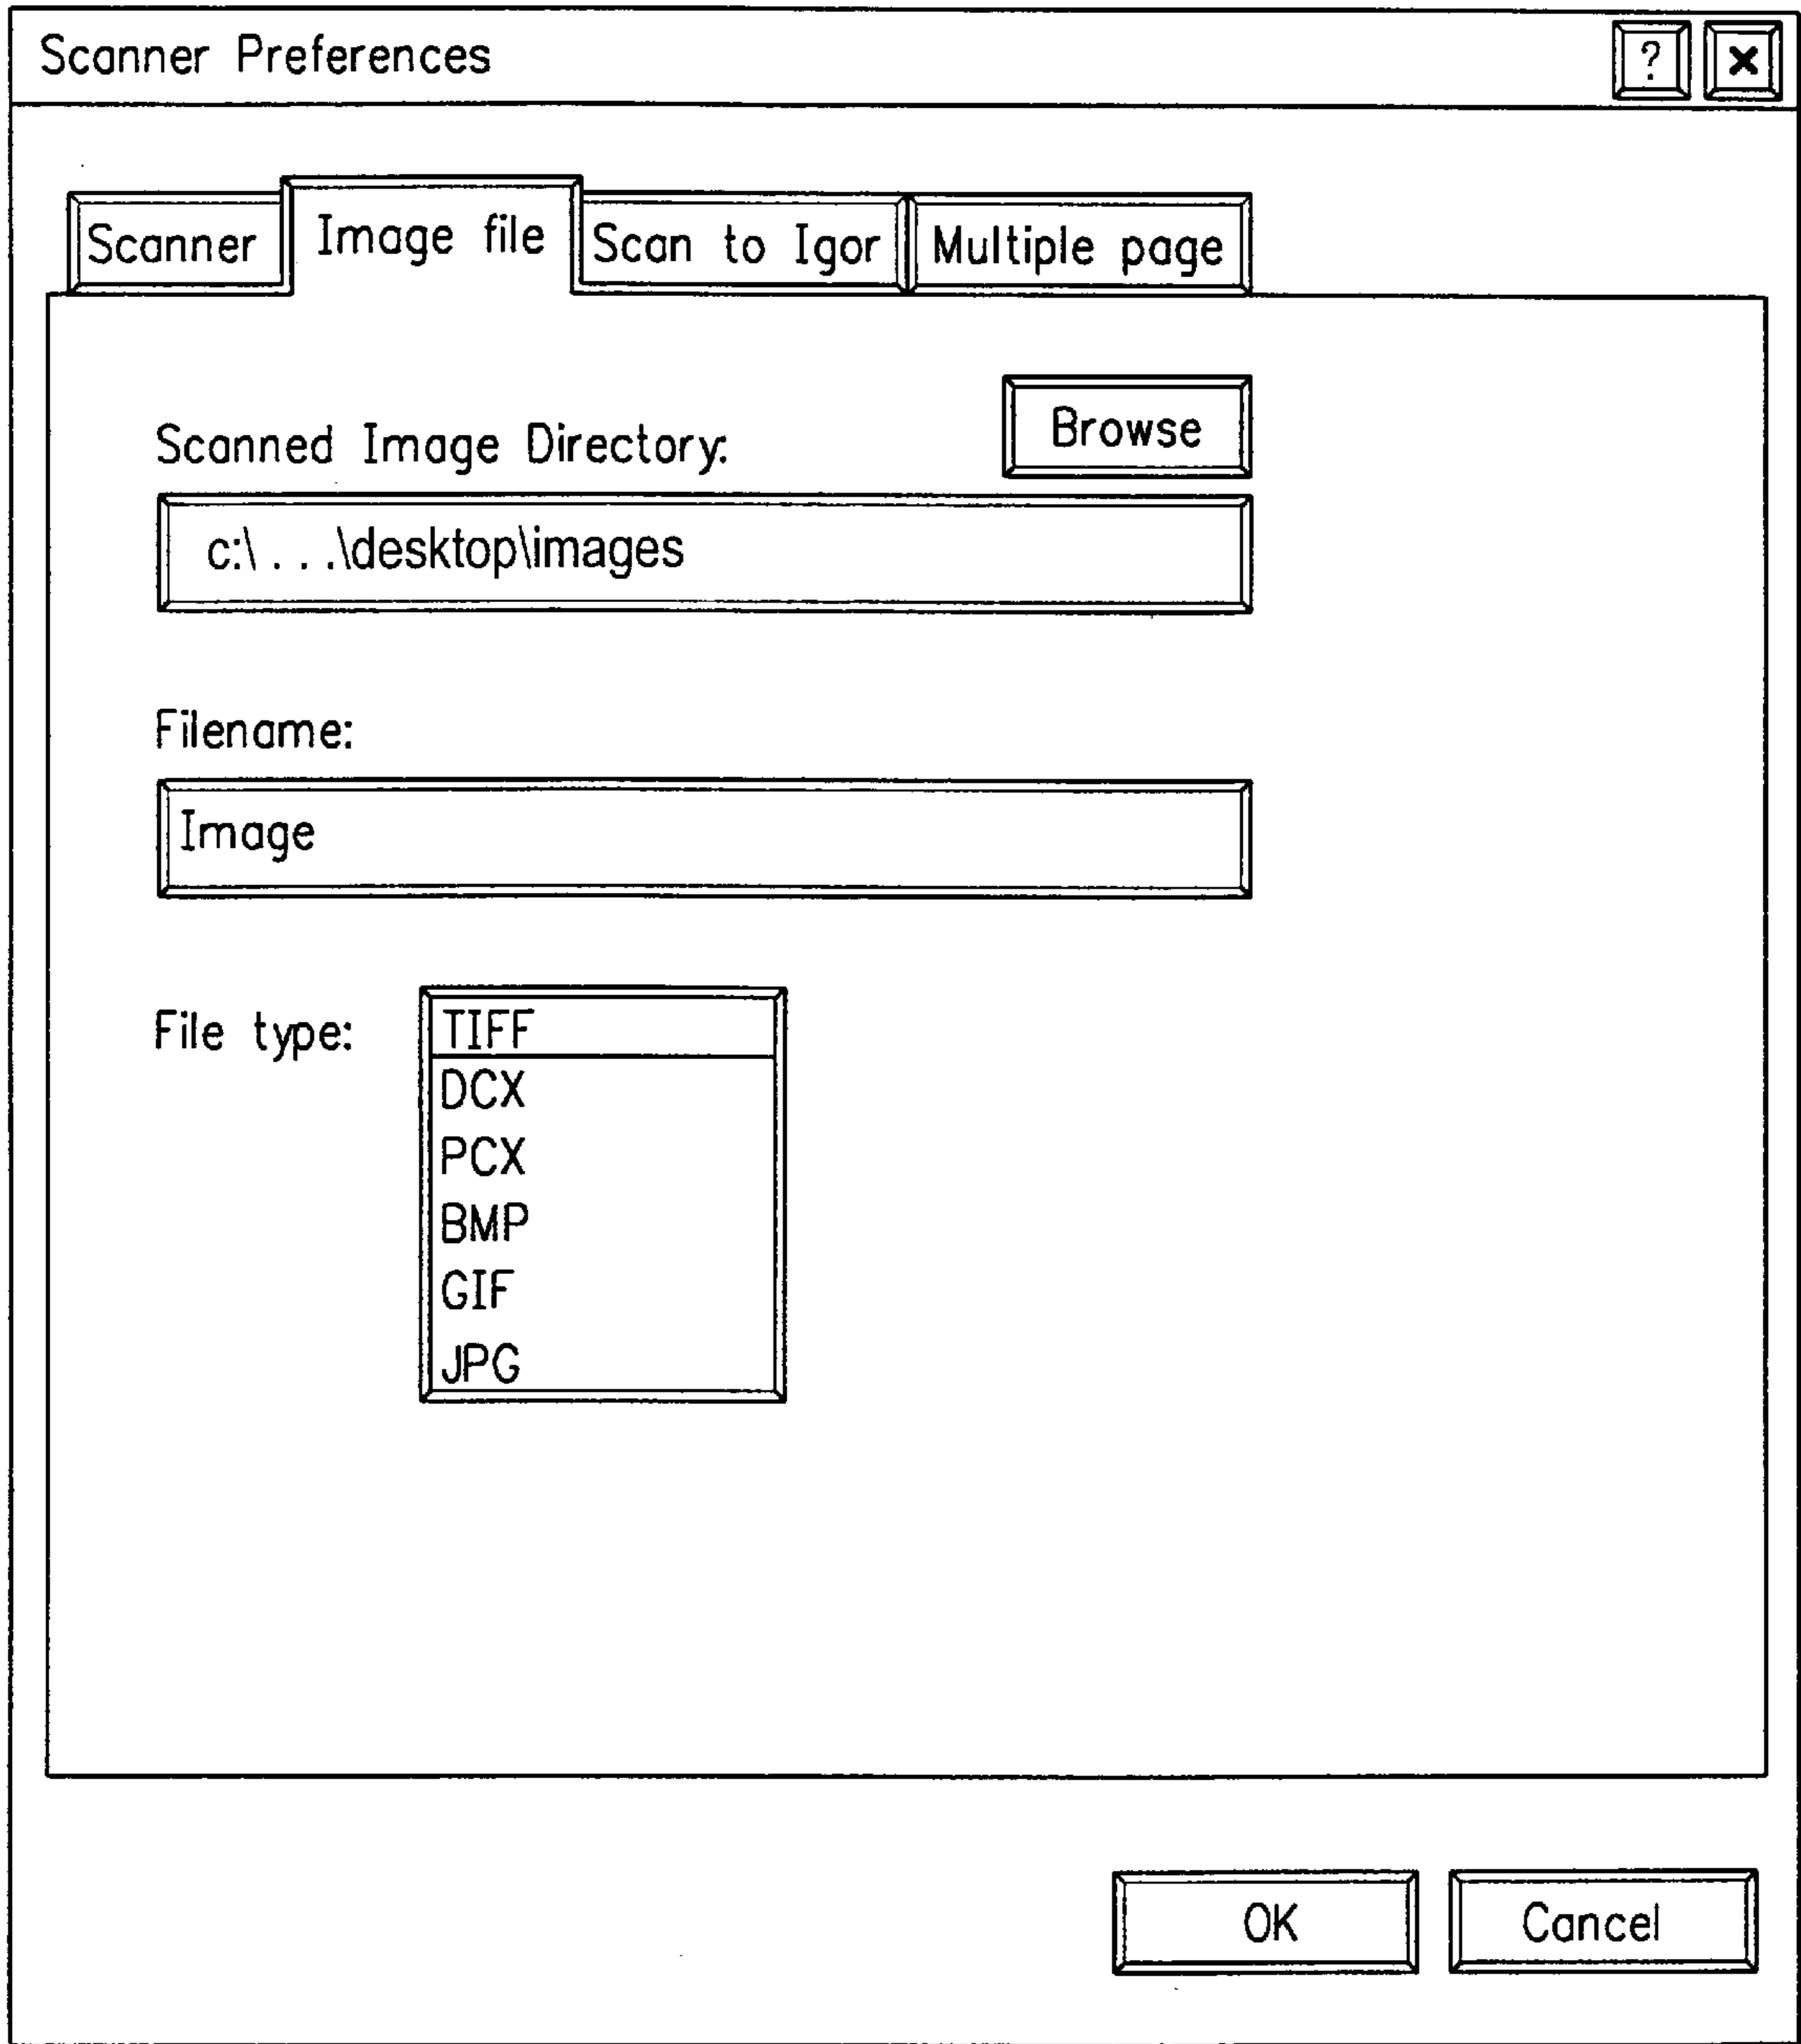 Scanner Preferences ? ×
Scanner Image file Scan to Igor Multiple page
Browse
Scanned Image Directory:
c:\ . . .\desktop\images
Filename:
Image
File type: TIFF
DCX
PCX
BMP
GIF
JPG
OK Cancel